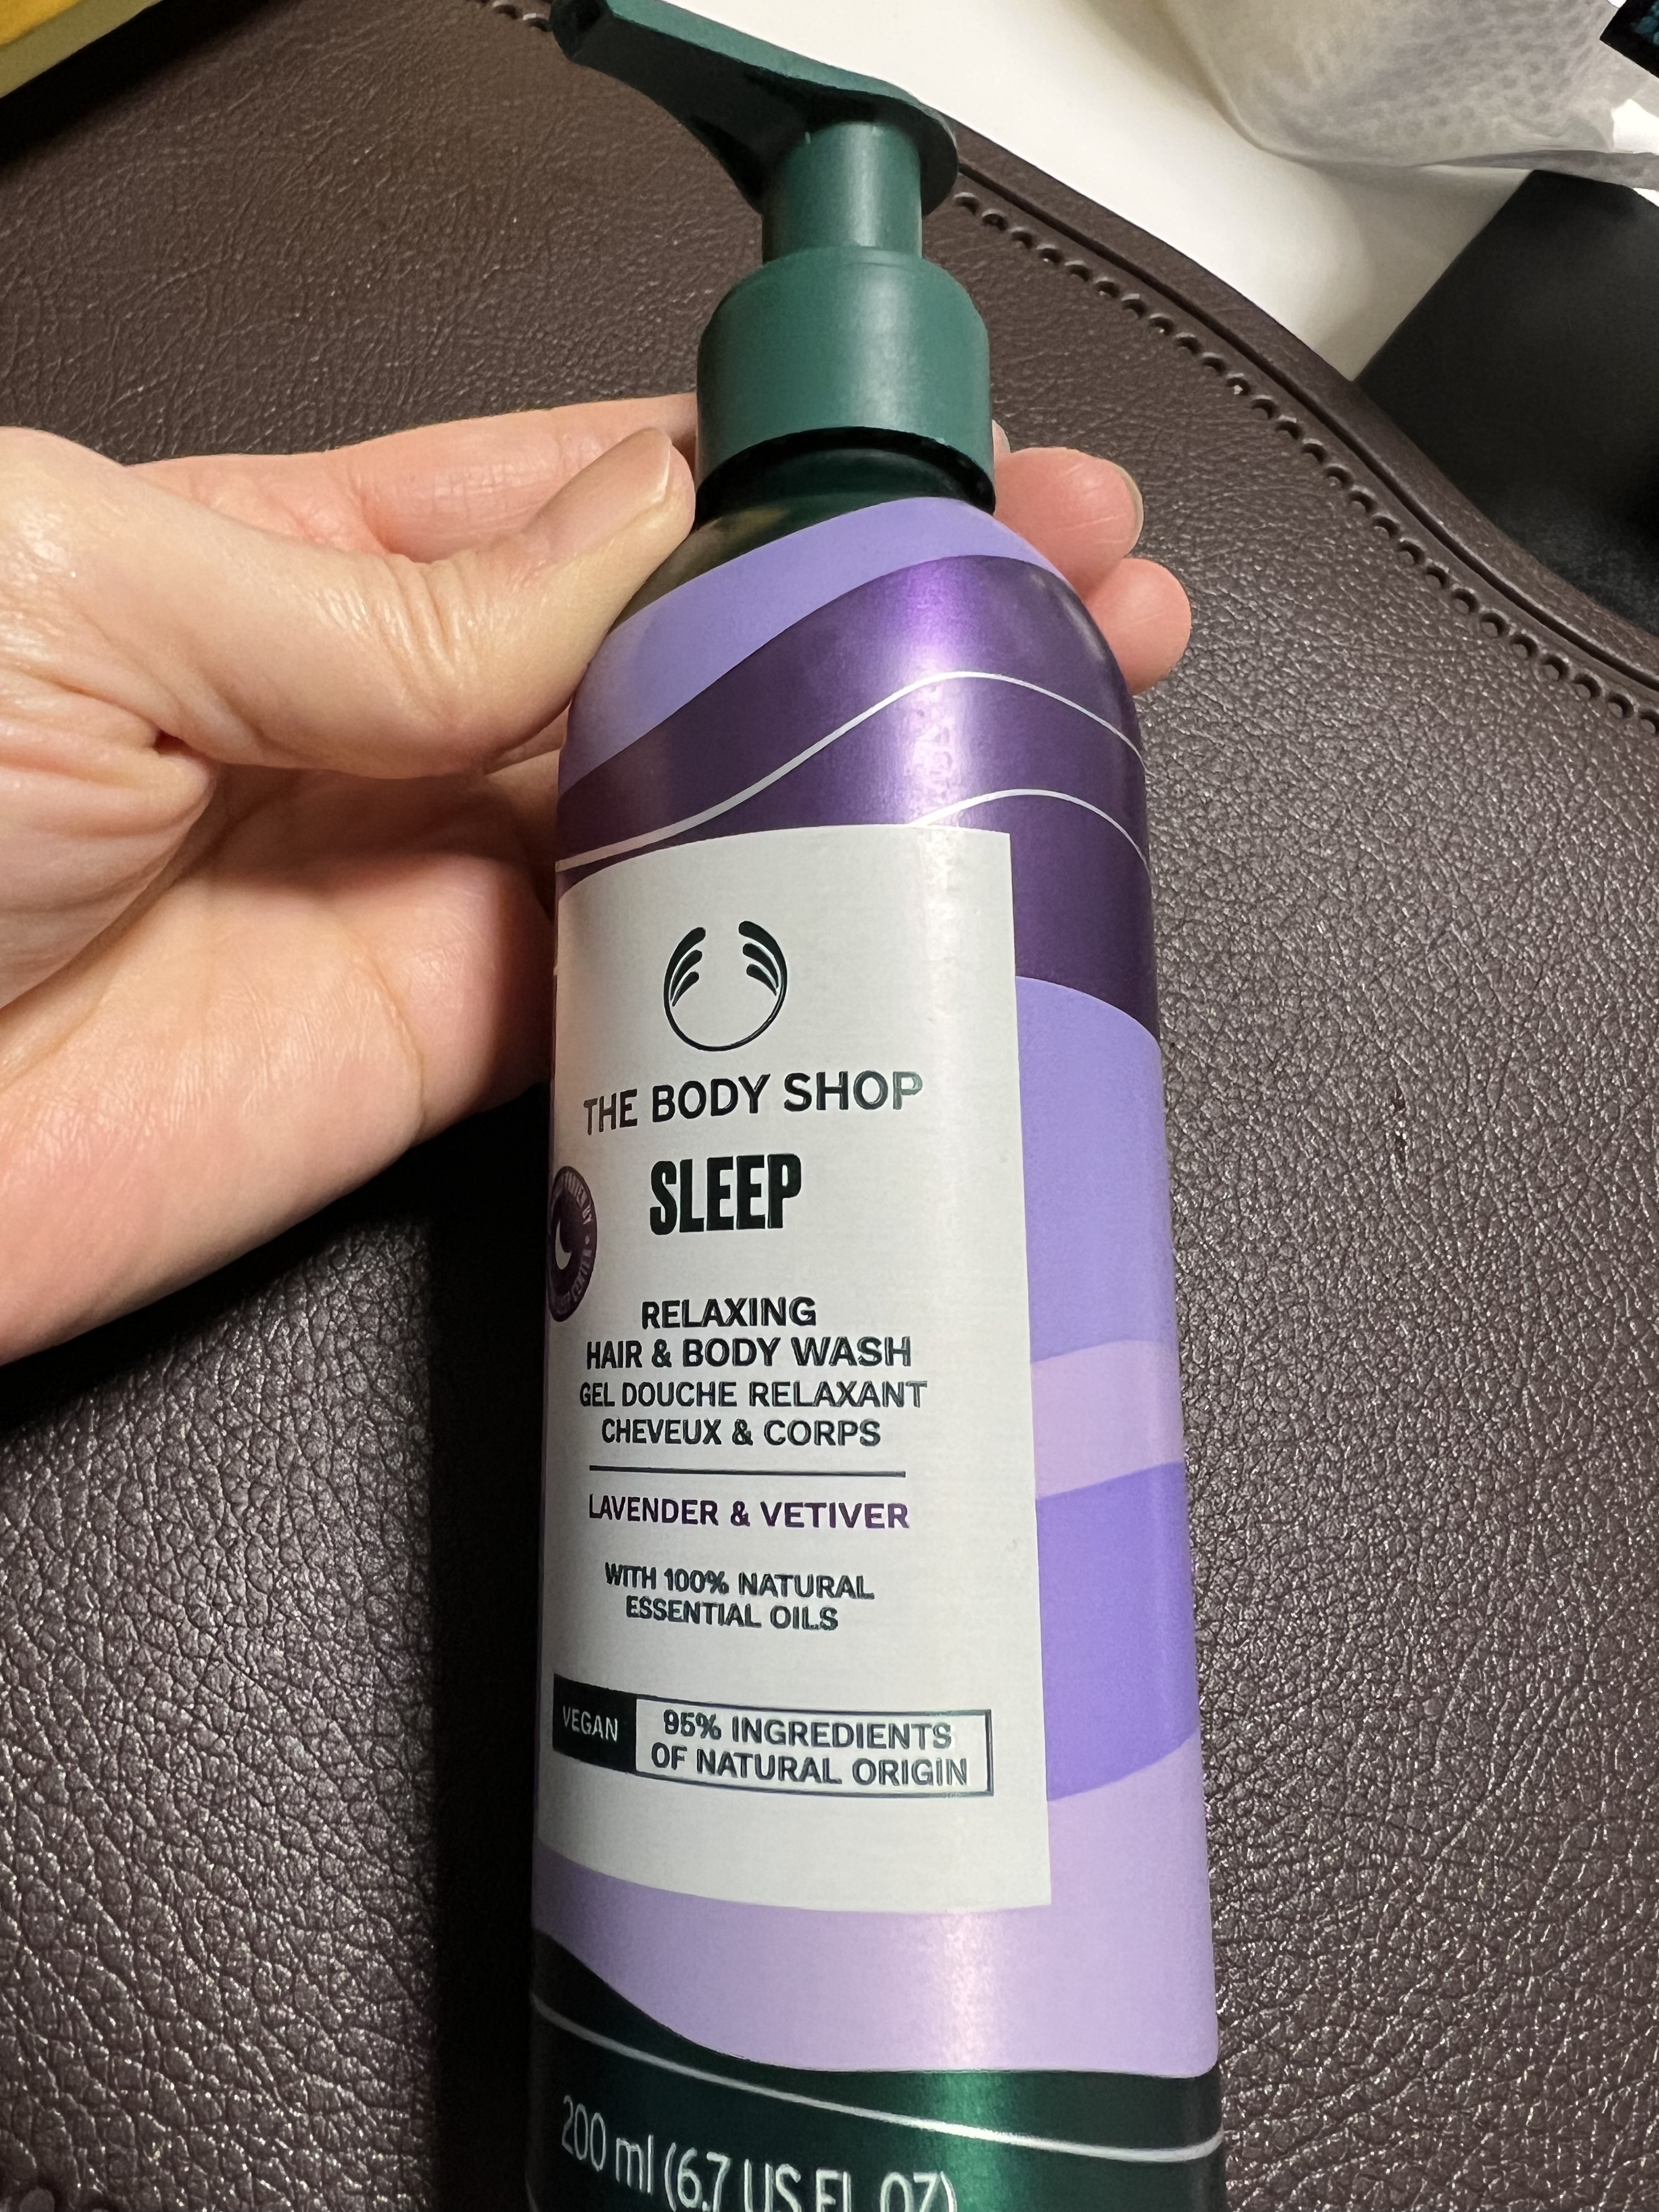 THE BODY SHOP
SLEEP
RELAXING
HAIR & BODY WASH
GEL DOUCHE RELAXANT
CHEVEUX & CORPS
LAVENDER & VETIVER
WITH 100% NATURAL
ESSENTIAL OILS
VEGAN
95% INGREDIENTS
OF NATURAL ORIGIN
200 ml (6.7 US FL OZ)